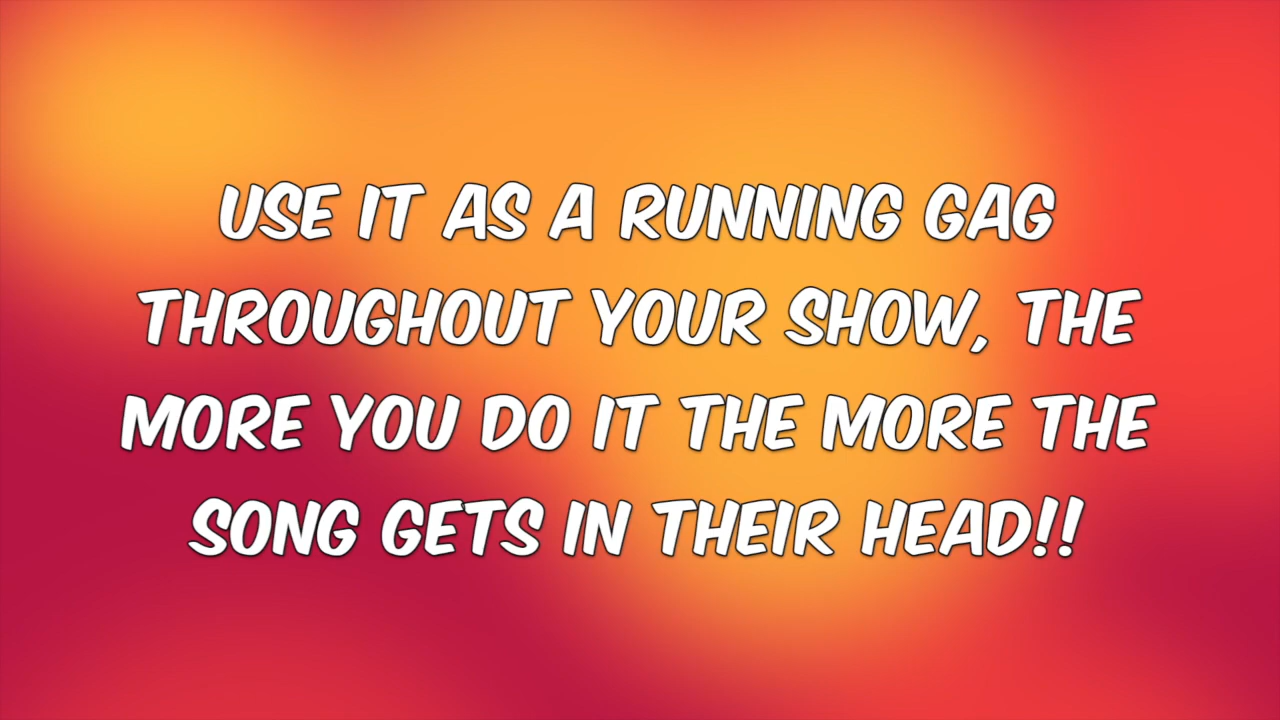 USE IT AS A RUNNING GAG
THROUGHOUT YOUR SHOW, THE
MORE YOU DO IT THE MORE THE
SONG GETS IN THEIR HEAD!!